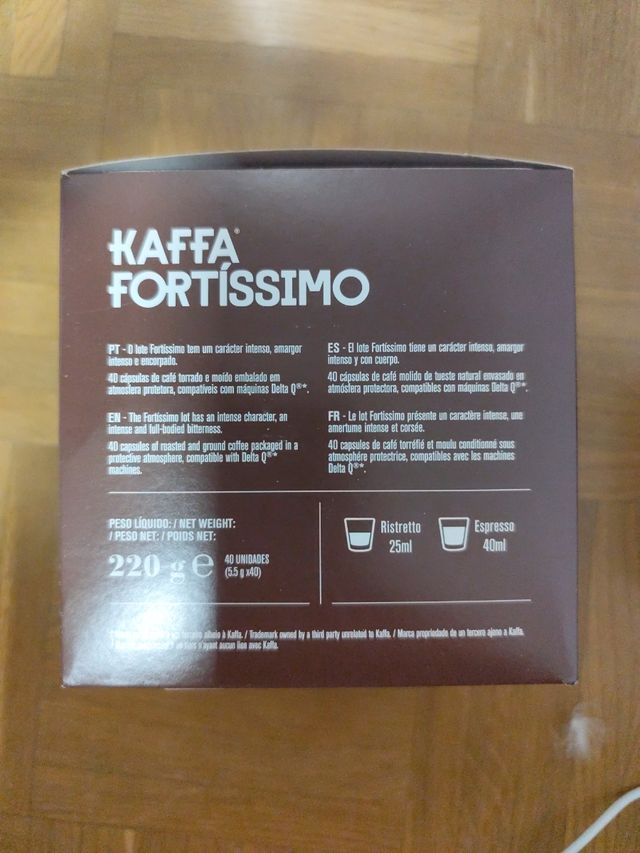 KAFFA®
FORTÍSSIMO
PT - O lote Fortíssimo tem um carácter intenso, amargor
intenso e encorpado.
40 cápsulas de café torrado e moído embalado em
atmosfera protetora, compatíveis com máquinas Delta Q®*.
EN - The Fortíssimo lot has an intense character, an
intense and full-bodied bitterness.
40 capsules of roasted and ground coffee packaged in a
protective atmosphere, compatible with Delta Q®*
machines.
ES - El lote Fortíssimo tiene un carácter intenso, amargor
intenso y con cuerpo.
40 cápsulas de café molido de tueste natural envasado en
atmósfera protectora, compatibles con máquinas Delta Q®*.
FR - Le lot Fortíssimo présente un caractère intense, une
amertume intense et corsée.
40 capsules de café torréfié et moulu conditionné sous
atmosphère protectrice, compatibles avec les machines
Delta Q®*.
PESO LÍQUIDO: / NET WEIGHT:
/ PESO NET: / POIDS NET:
220 g e
40 UNIDADES
(5.5 g x40)
Ristretto
25ml
Espresso
40ml
terceiro alheio à Kaffa. / Trademark owned by a third party unrelated to Kaffa. / Marca propriedade de un tercero ajeno a Kaffa.
n'ayant aucun lien avec Kaffa.